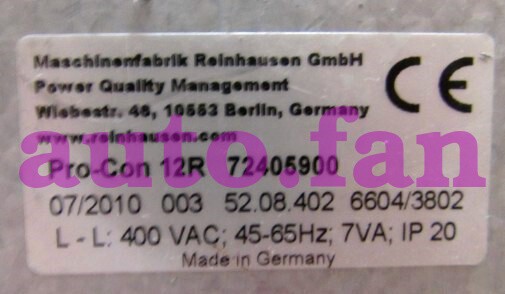 Maschinenfabrik Reinhausen GmbH
Power Quality Management
Wiebestr. 46, 10553 Berlin, Germany
www.reinhausen.com
CE
auto.fan
Pro-Con 12R 72405900
07/2010 003 52.08.402 6604/3802
L - L: 400 VAC; 45-65Hz; 7VA; IP 20
Made in Germany